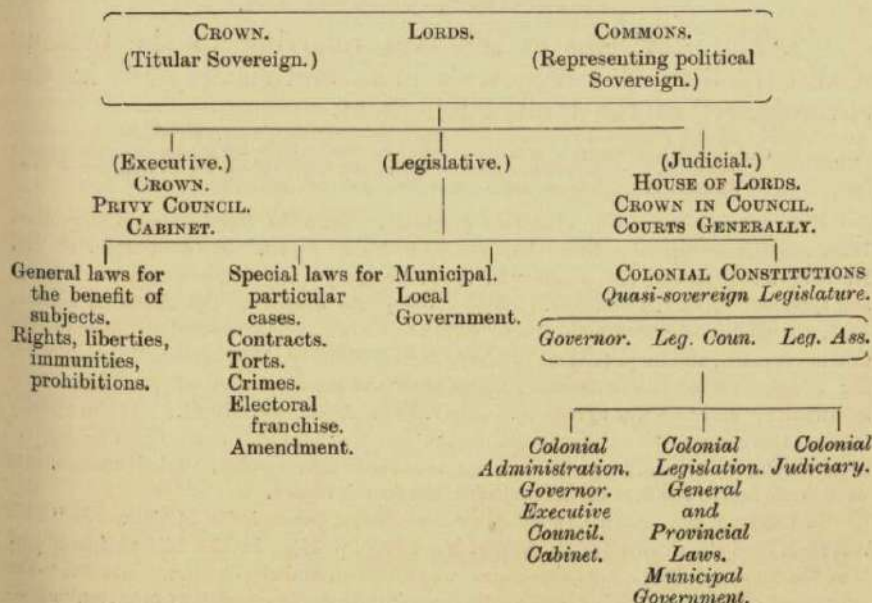 CROWN. LORDS. COMMONS.
(Titular Sovereign.) (Representing political
Sovereign.)
(Executive.) (Legislative.) (Judicial.)
CROWN. HOUSE OF LORDS.
PRIVY COUNCIL. CROWN IN COUNCIL.
CABINET. COURTS GENERALLY.
General laws for
the benefit of
subjects.
Rights, liberties,
immunities,
prohibitions.
Special laws for
particular
cases.
Contracts.
Torts.
Crimes.
Electoral
franchise.
Amendment.
Municipal.
Local
Government.
COLONIAL CONSTITUTIONS
Quasi-sovereign Legislature.
Governor. Leg. Coun. Leg. Ass.
Colonial
Administration.
Governor.
Executive
Council.
Cabinet.
Colonial
Legislation.
General
and
Provincial
Laws.
Municipal
Government.
Colonial
Judiciary.